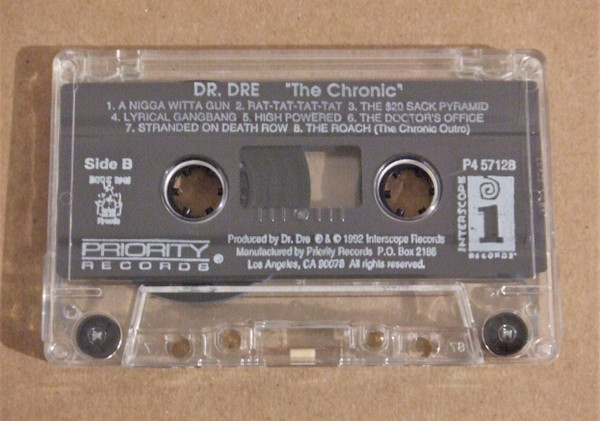 DR. DRE "The Chronic"
1. A NIGGA WITTA GUN 2. RAT-TAT-TAT-TAT 3. THE $20 SACK PYRAMID
4. LYRICAL GANGBANG 5. HIGH POWERED 6. THE DOCTOR'S OFFICE
7. STRANDED ON DEATH ROW 8. THE ROACH (The Chronic Outro)
Side B
P4 57128
INTERSCOPE
i
RECORDS
PRIORITY
RECORDS®
Produced by Dr. Dre ℗ & © 1992 Interscope Records
Manufactured by Priority Records P.O. Box 2186
Los Angeles, CA 90078 All rights reserved.